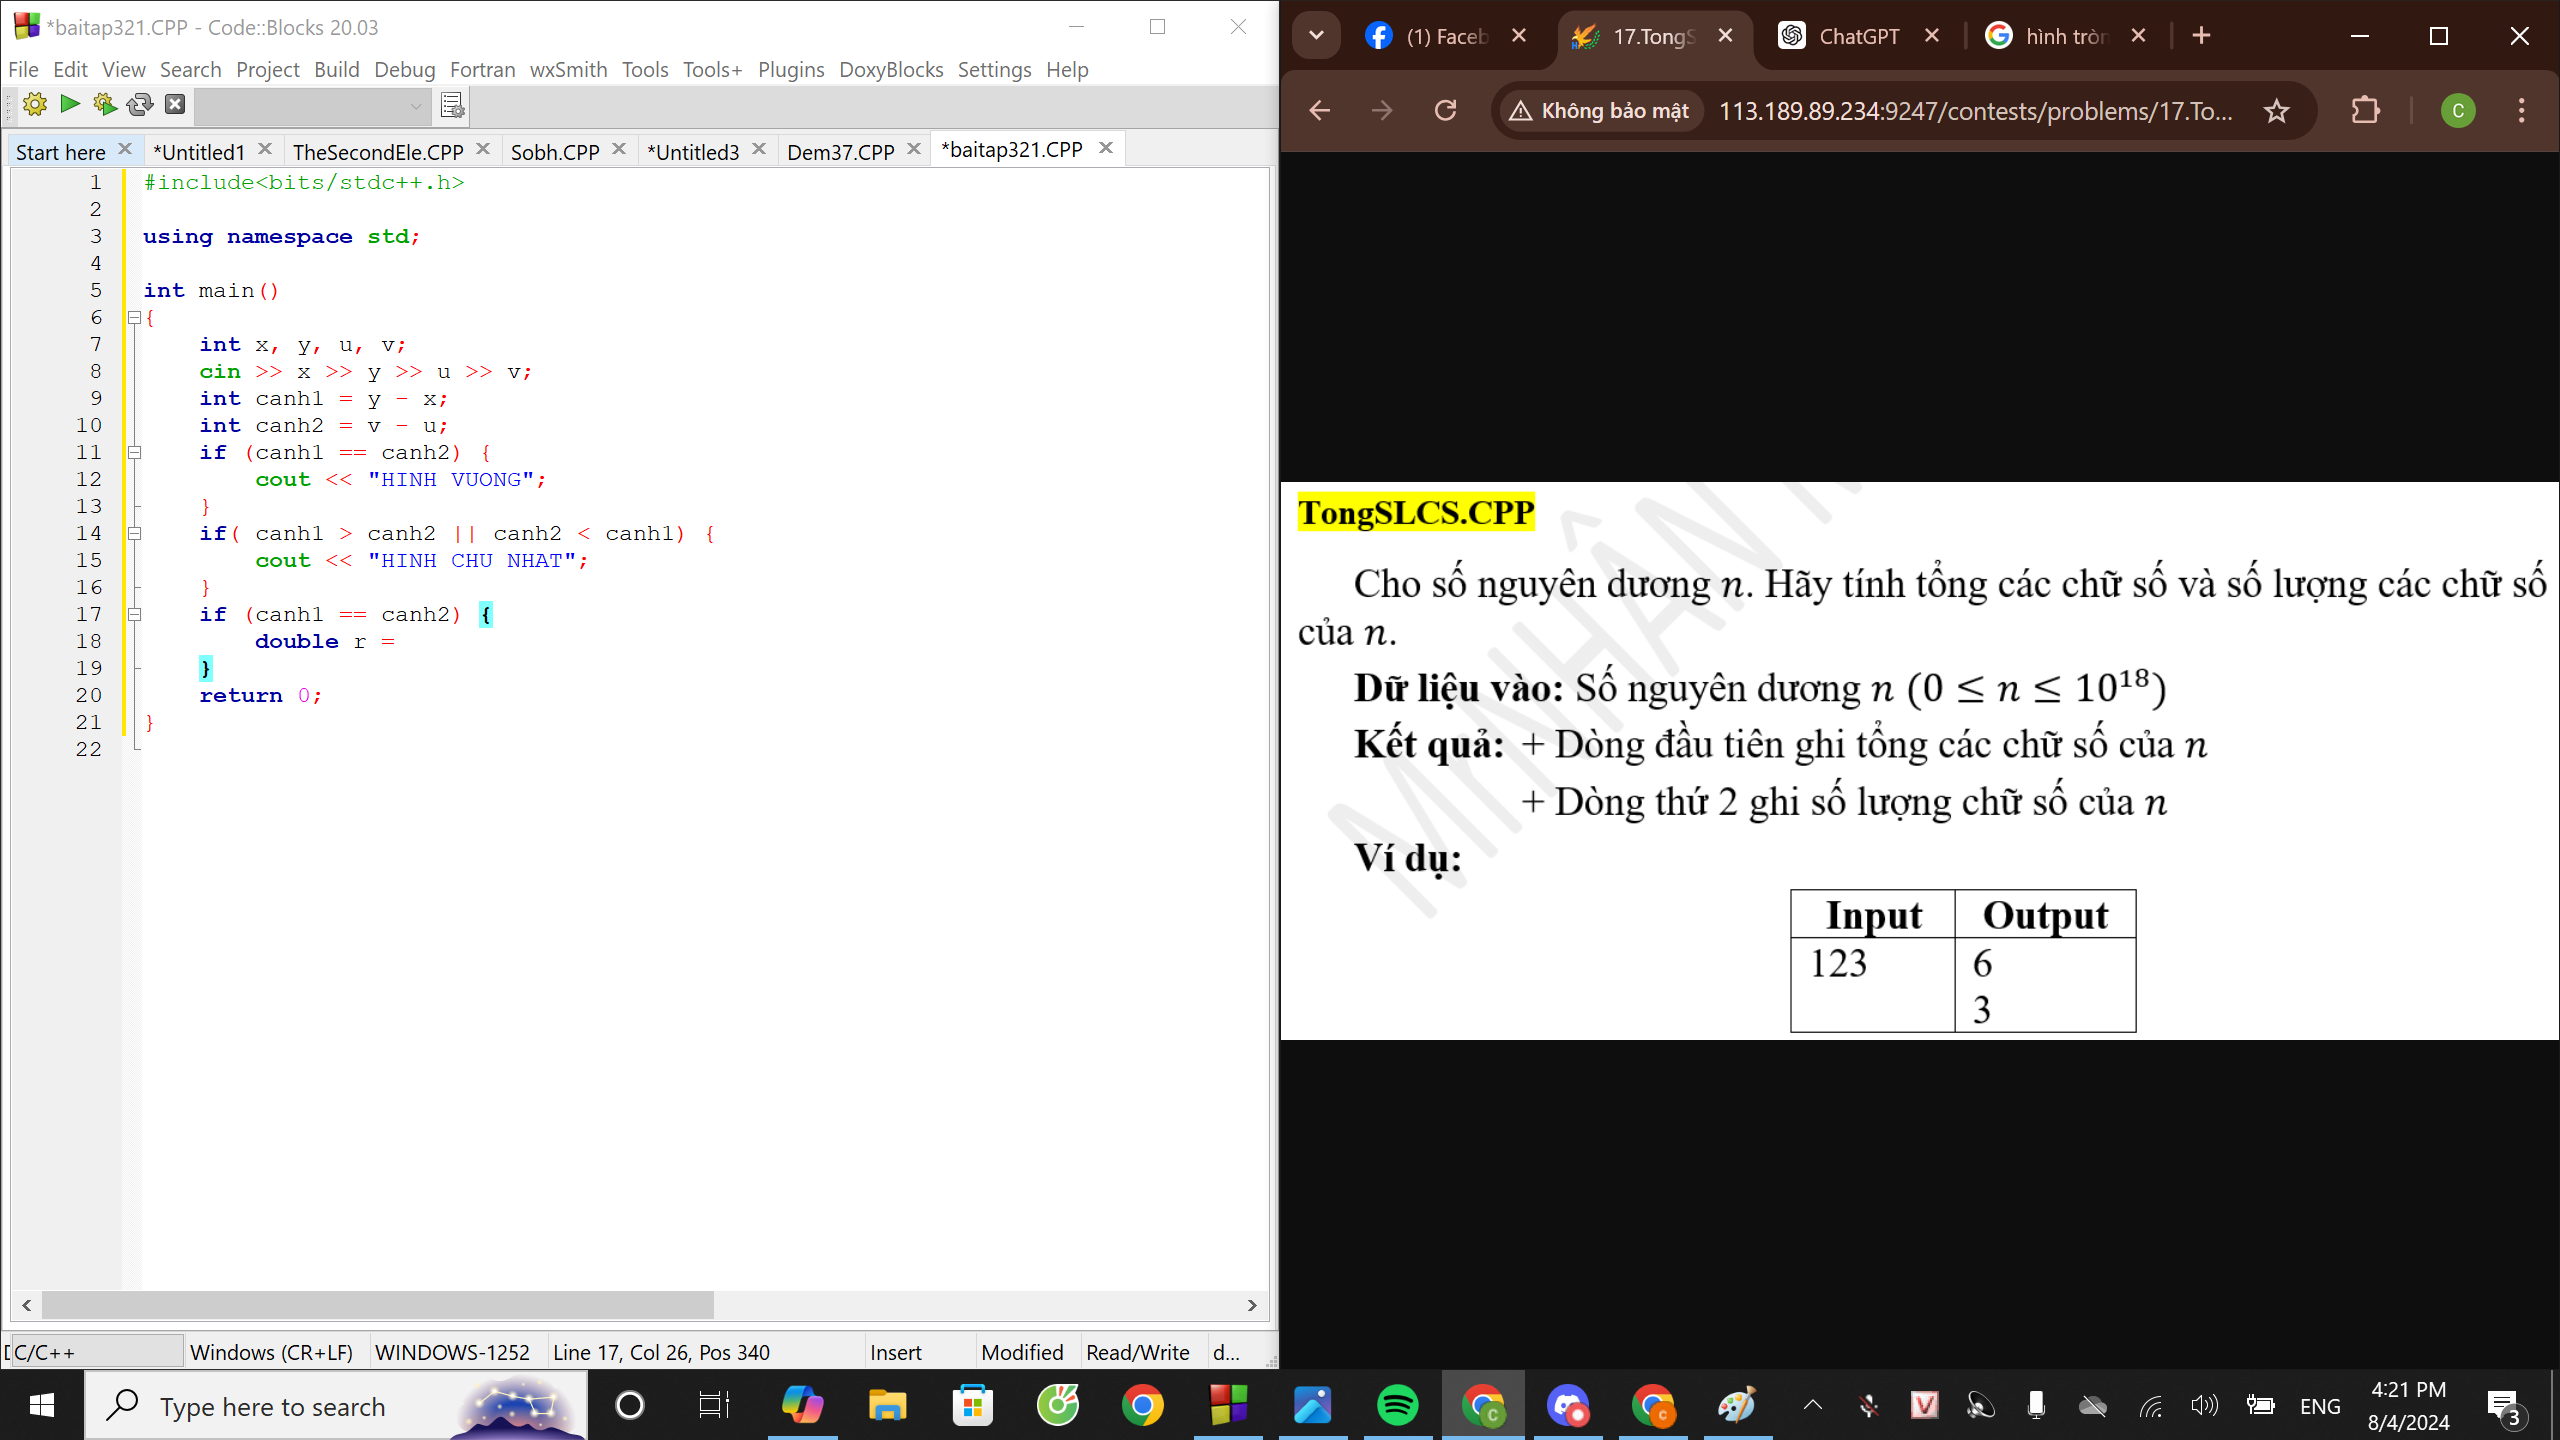 *baitap321.CPP - Code::Blocks 20.03
File Edit View Search Project Build Debug Fortran wxSmith Tools Tools+ Plugins DoxyBlocks Settings Help
Start here *Untitled1 TheSecondEle.CPP Sobh.CPP *Untitled3 Dem37.CPP *baitap321.CPP
1 #include<bits/stdc++.h>
2
3 using namespace std;
4
5 int main()
6 {
7 int x, y, u, v;
8 cin >> x >> y >> u >> v;
9 int canh1 = y - x;
10 int canh2 = v - u;
11 if (canh1 == canh2) {
12 cout << "HINH VUONG";
13 }
14 if( canh1 > canh2 || canh2 < canh1) {
15 cout << "HINH CHU NHAT";
16 }
17 if (canh1 == canh2) {
18 double r =
19 }
20 return 0;
21 }
22
C/C++ Windows (CR+LF) WINDOWS-1252 Line 17, Col 26, Pos 340 Insert Modified Read/Write d...
(1) Faceb 17.TongS ChatGPT hình tròn
Không bảo mật 113.189.89.234:9247/contests/problems/17.To...
TongSLCS.CPP
Cho số nguyên dương n. Hãy tính tổng các chữ số và số lượng các chữ số
của n.
Dữ liệu vào: Số nguyên dương n (0 ≤ n ≤ 10¹⁸)
Kết quả: + Dòng đầu tiên ghi tổng các chữ số của n
+ Dòng thứ 2 ghi số lượng chữ số của n
Ví dụ:
Input Output
123 6
3
Type here to search
ENG
4:21 PM
8/4/2024
3